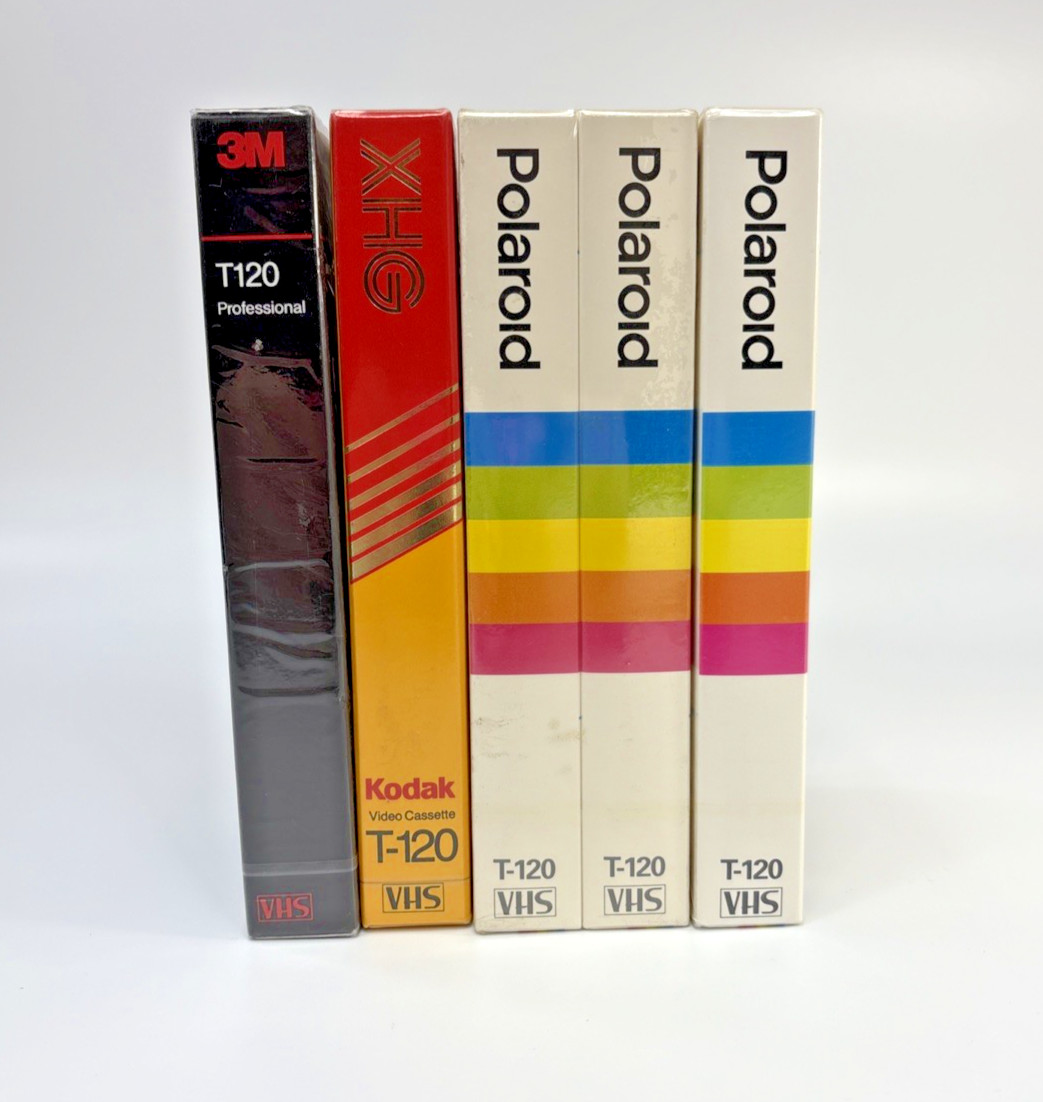 3M
T120
Professional
VHS
XHG
Kodak
Video Cassette
T-120
VHS
Polaroid
T-120
VHS
Polaroid
T-120
VHS
Polaroid
T-120
VHS